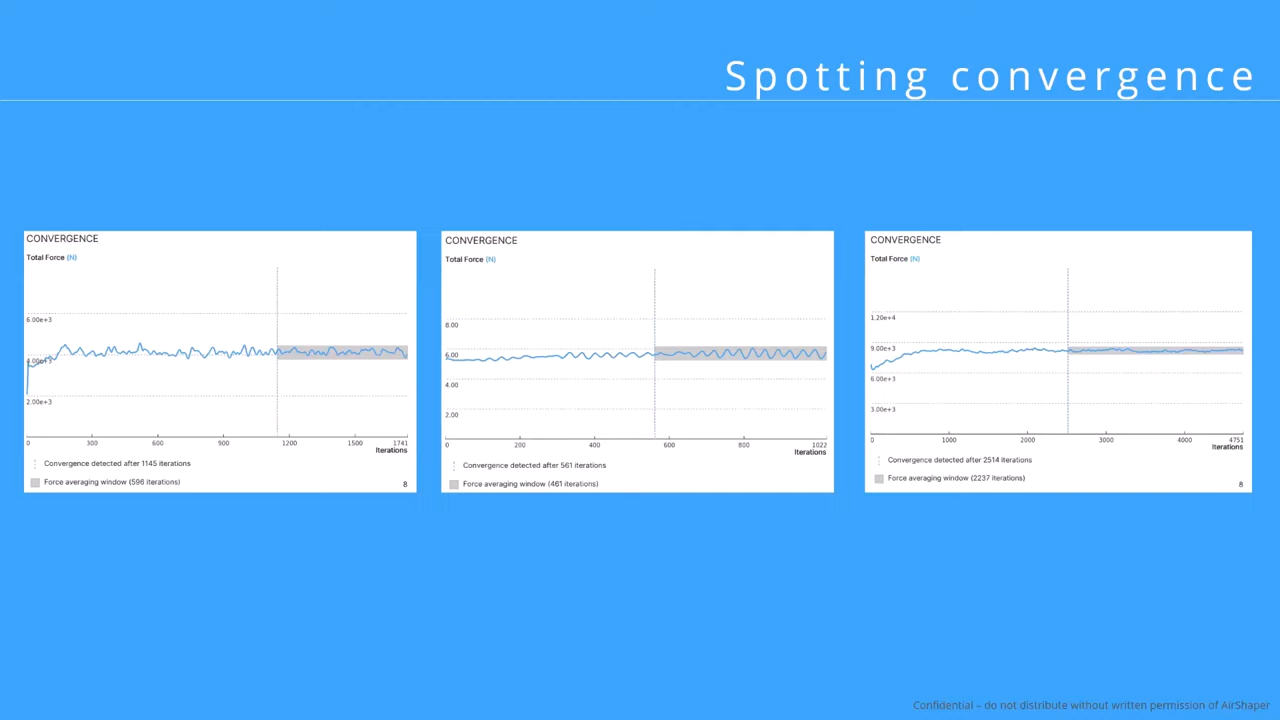 Spotting convergence
CONVERGENCE
Total Force (N)
6.00e+3
4.00e+3
2.00e+3
0 300 600 900 1200 1500 1741
Iterations
Convergence detected after 1145 iterations
Force averaging window (596 iterations)
8
CONVERGENCE
Total Force (N)
8.00
6.00
4.00
2.00
0 200 400 600 800 1022
Iterations
Convergence detected after 561 iterations
Force averaging window (461 iterations)
CONVERGENCE
Total Force (N)
1.20e+4
9.00e+3
6.00e+3
3.00e+3
0 1000 2000 3000 4000 4751
Iterations
Convergence detected after 2514 iterations
Force averaging window (2237 iterations)
8
Confidential – do not distribute without written permission of AirShaper